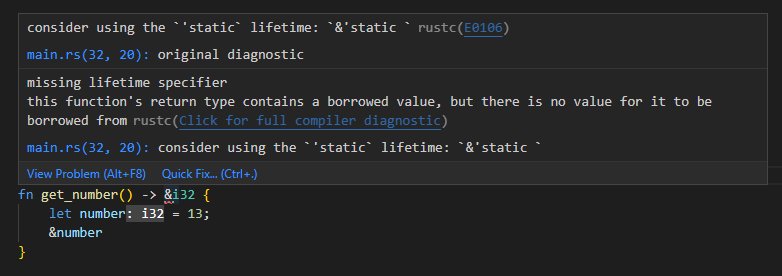 consider using the `'static` lifetime: `&'static ` rustc(E0106)
main.rs(32, 20): original diagnostic
missing lifetime specifier
this function's return type contains a borrowed value, but there is no value for it to be
borrowed from rustc(Click for full compiler diagnostic)
main.rs(32, 20): consider using the `'static` lifetime: `&'static `
View Problem (Alt+F8) Quick Fix... (Ctrl+.)
fn get_number() -> &i32 {
let number: i32 = 13;
&number
}